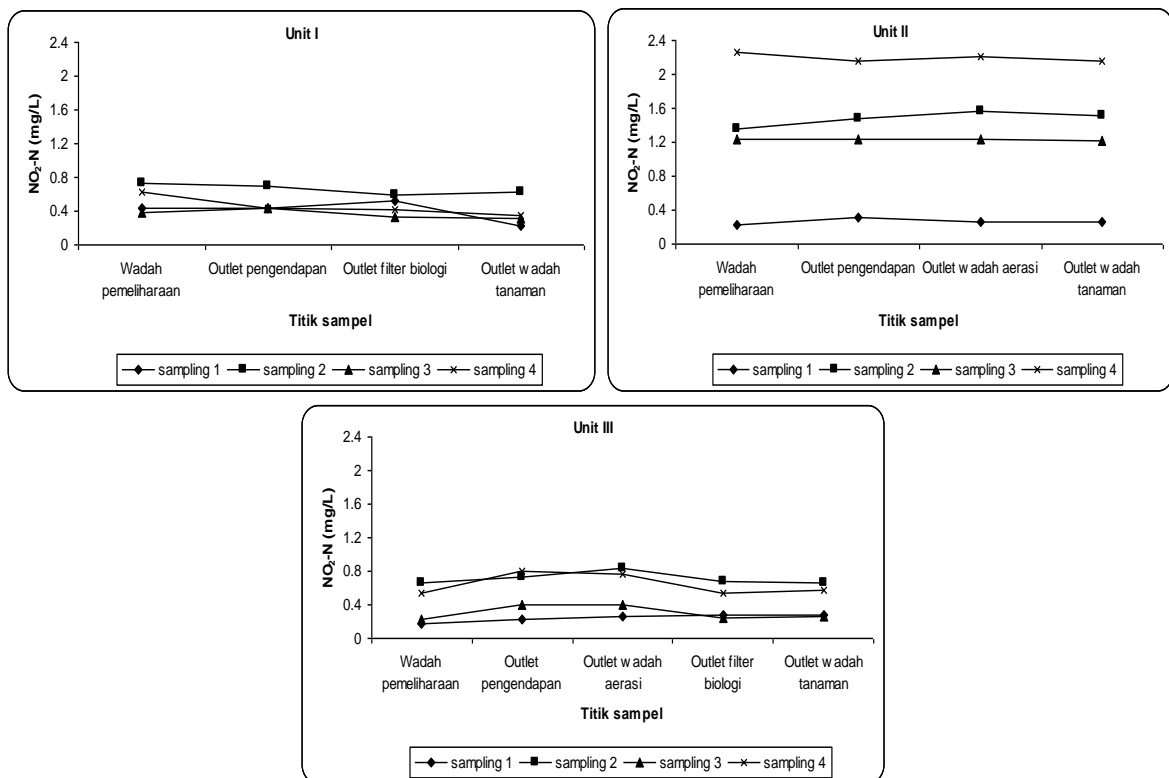 Unit I
2.4
2
1.6
1.2
0.8
0.4
0
NO₂-N (mg/L)
Wadah
pemeliharaan
Outlet pengendapan
Outlet filter biologi
Outlet wadah
tanaman
Titik sampel
sampling 1
sampling 2
sampling 3
sampling 4
Unit II
2.4
2
1.6
1.2
0.8
0.4
0
NO₂-N (mg/L)
Wadah
pemeliharaan
Outlet pengendapan
Outlet wadah aerasi
Outlet wadah
tanaman
Titik sampel
sampling 1
sampling 2
sampling 3
sampling 4
Unit III
2.4
2
1.6
1.2
0.8
0.4
0
NO₂-N (mg/L)
Wadah
pemeliharaan
Outlet
pengendapan
Outlet wadah
aerasi
Outlet filter
biologi
Outlet wadah
tanaman
Titik sampel
sampling 1
sampling 2
sampling 3
sampling 4